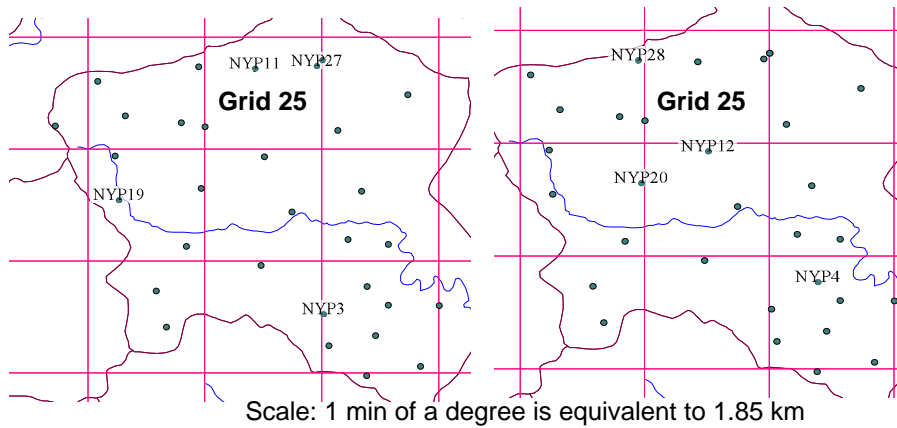 NYP11 NYP27
Grid 25
NYP19
NYP3
NYP28
Grid 25
NYP12
NYP20
NYP4
Scale: 1 min of a degree is equivalent to 1.85 km